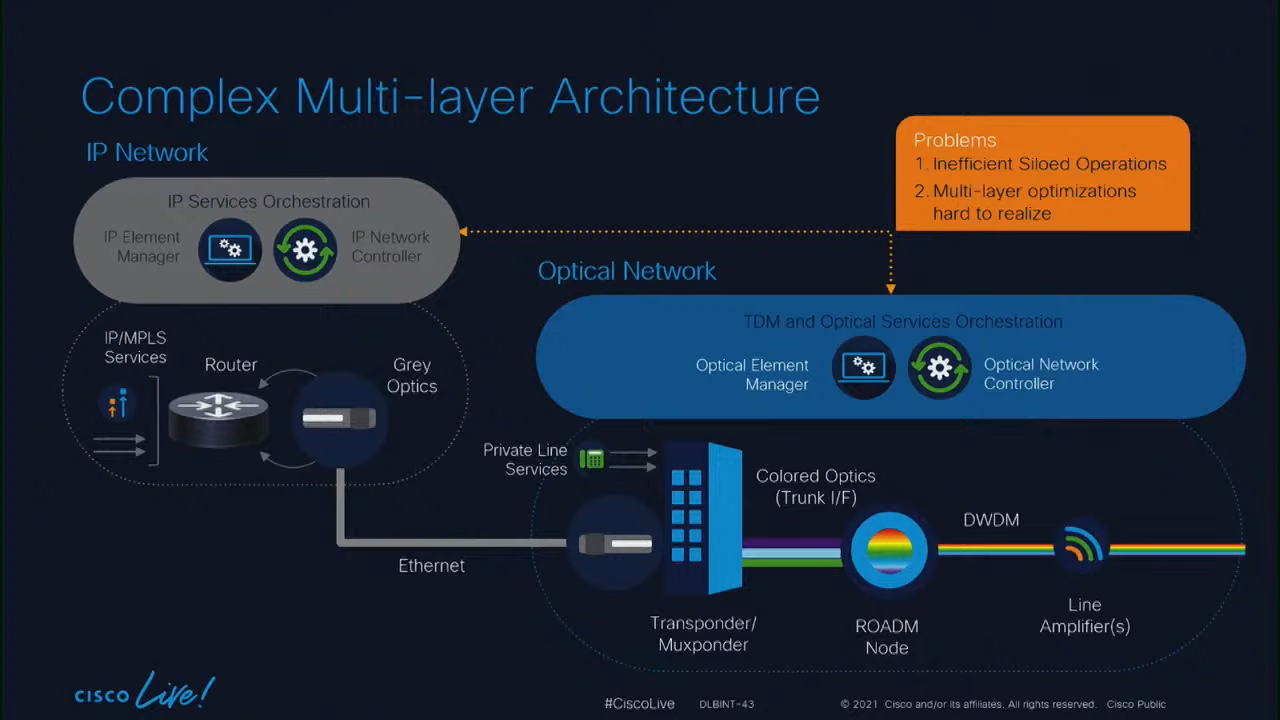 Complex Multi-layer Architecture
IP Network
Problems
1. Inefficient Siloed Operations
2. Multi-layer optimizations
hard to realize
IP Services Orchestration
IP Element
Manager
IP Network
Controller
Optical Network
TDM and Optical Services Orchestration
Optical Element
Manager
Optical Network
Controller
IP/MPLS
Services
Router
Grey
Optics
Private Line
Services
Colored Optics
(Trunk I/F)
DWDM
Ethernet
Transponder/
Muxponder
ROADM
Node
Line
Amplifier(s)
CISCO Live!
#CiscoLive
DLBINT-43
© 2021 Cisco and/or its affiliates. All rights reserved. Cisco Public